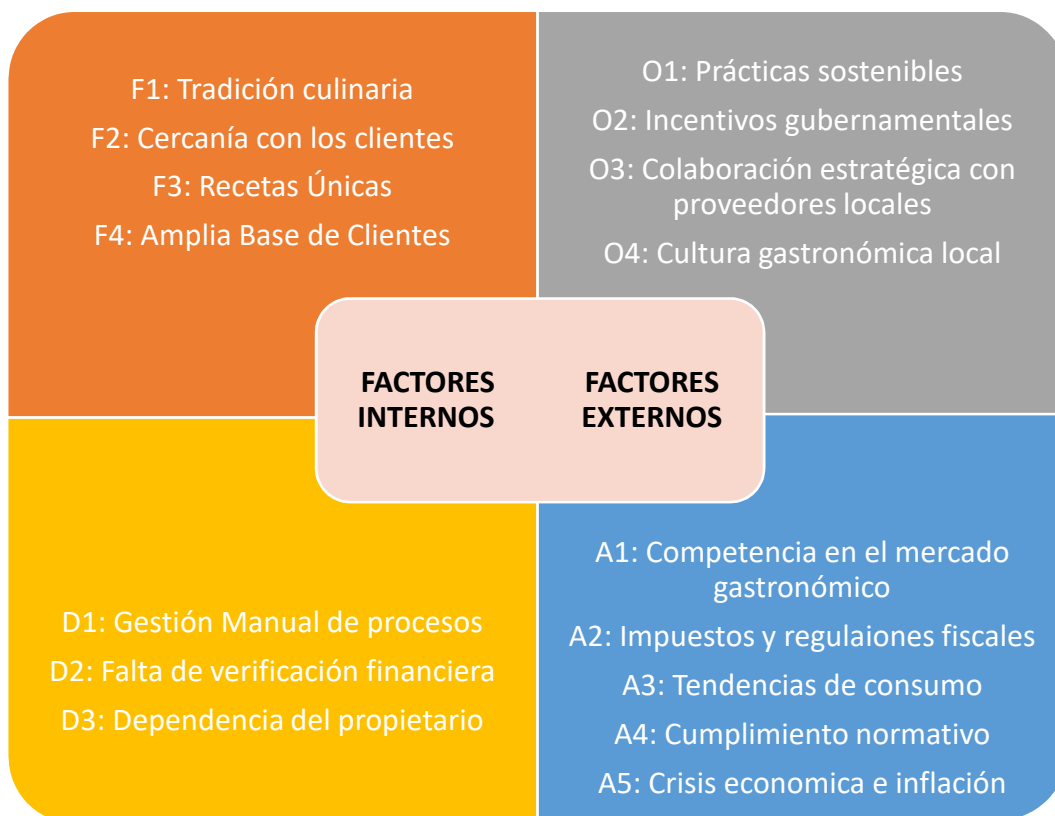 F1: Tradición culinaria
F2: Cercanía con los clientes
F3: Recetas Únicas
F4: Amplia Base de Clientes
O1: Prácticas sostenibles
O2: Incentivos gubernamentales
O3: Colaboración estratégica con
proveedores locales
O4: Cultura gastronómica local
FACTORES
INTERNOS
FACTORES
EXTERNOS
D1: Gestión Manual de procesos
D2: Falta de verificación financiera
D3: Dependencia del propietario
A1: Competencia en el mercado
gastronómico
A2: Impuestos y regulaiones fiscales
A3: Tendencias de consumo
A4: Cumplimiento normativo
A5: Crisis economica e inflación